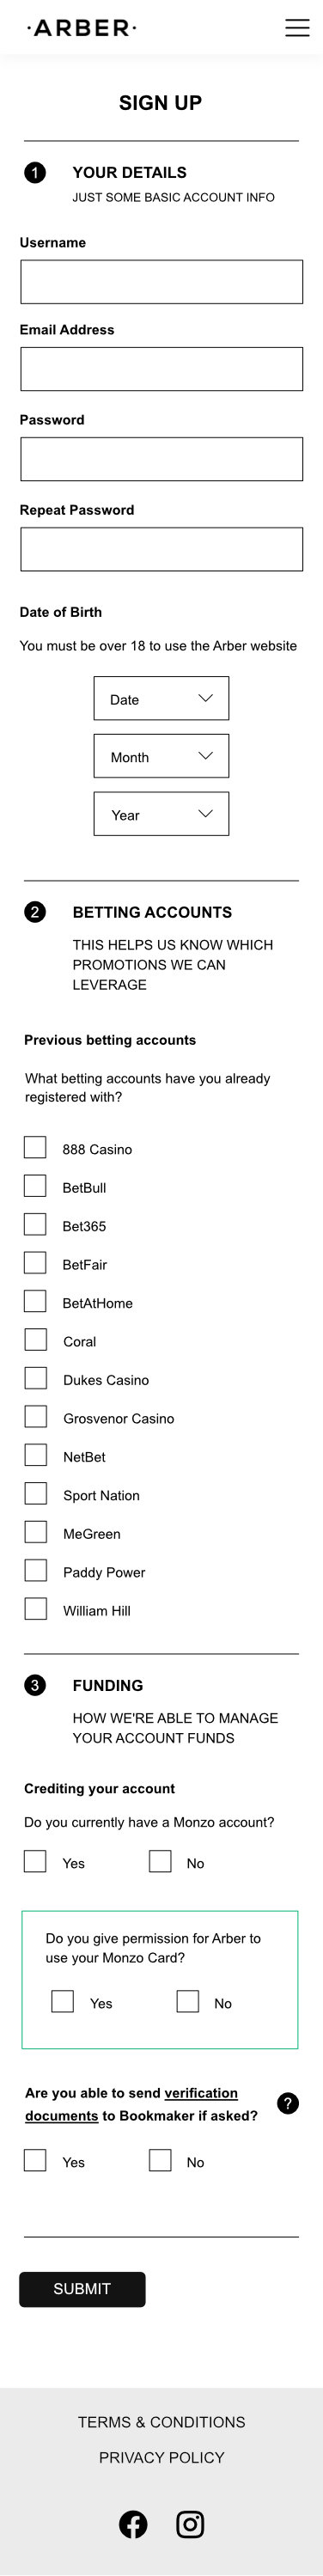 ·ARBER·
SIGN UP
1 YOUR DETAILS
JUST SOME BASIC ACCOUNT INFO
Username
Email Address
Password
Repeat Password
Date of Birth
You must be over 18 to use the Arber website
Date
Month
Year
2 BETTING ACCOUNTS
THIS HELPS US KNOW WHICH
PROMOTIONS WE CAN
LEVERAGE
Previous betting accounts
What betting accounts have you already
registered with?
888 Casino
BetBull
Bet365
BetFair
BetAtHome
Coral
Dukes Casino
Grosvenor Casino
NetBet
Sport Nation
MeGreen
Paddy Power
William Hill
3 FUNDING
HOW WE'RE ABLE TO MANAGE
YOUR ACCOUNT FUNDS
Crediting your account
Do you currently have a Monzo account?
Yes No
Do you give permission for Arber to
use your Monzo Card?
Yes No
Are you able to send verification
documents to Bookmaker if asked? ?
Yes No
SUBMIT
TERMS & CONDITIONS
PRIVACY POLICY